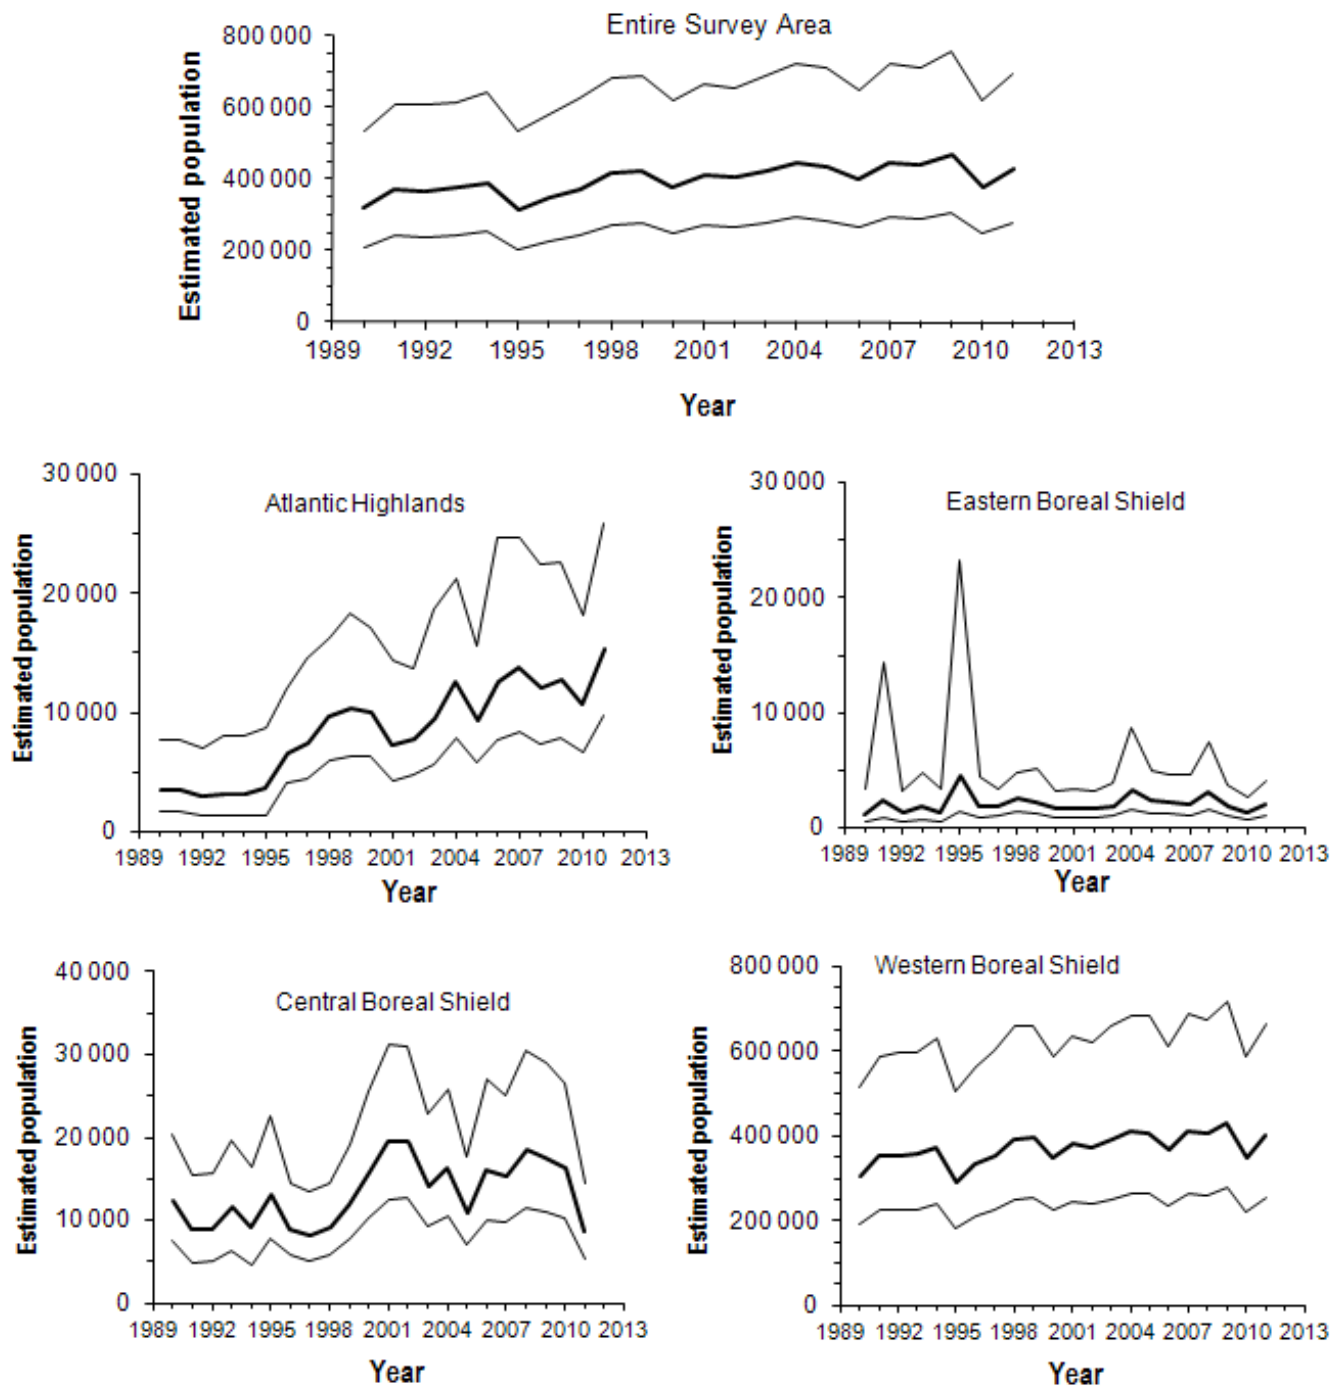 Entire Survey Area
Estimated population
800 000
600 000
400 000
200 000
0
1989 1992 1995 1998 2001 2004 2007 2010 2013
Year
Atlantic Highlands
Estimated population
30 000
20 000
10 000
0
1989 1992 1995 1998 2001 2004 2007 2010 2013
Year
Eastern Boreal Shield
Estimated population
30 000
20 000
10 000
0
1989 1992 1995 1998 2001 2004 2007 2010 2013
Year
Central Boreal Shield
Estimated population
40 000
30 000
20 000
10 000
0
1989 1992 1995 1998 2001 2004 2007 2010 2013
Year
Western Boreal Shield
Estimated population
800 000
600 000
400 000
200 000
0
1989 1992 1995 1998 2001 2004 2007 2010 2013
Year